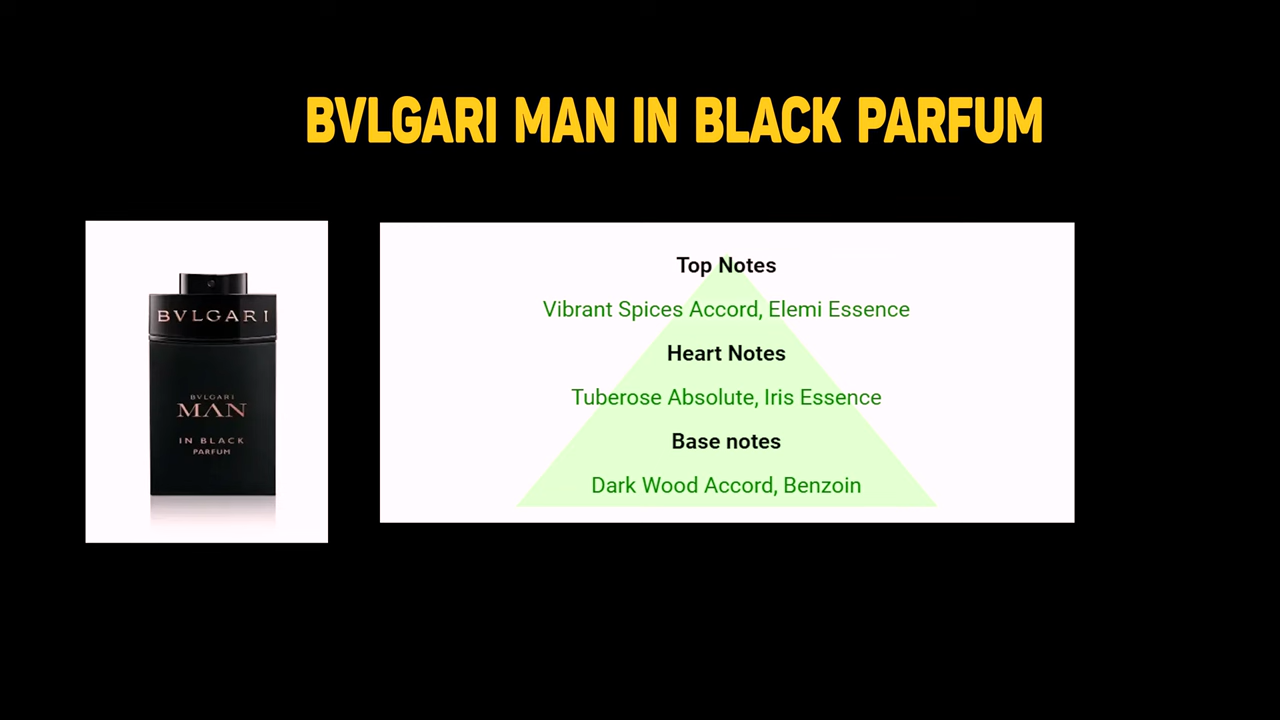 BVLGARI MAN IN BLACK PARFUM
BVLGARI
BVLGARI
MAN
IN BLACK
PARFUM
Top Notes
Vibrant Spices Accord, Elemi Essence
Heart Notes
Tuberose Absolute, Iris Essence
Base notes
Dark Wood Accord, Benzoin